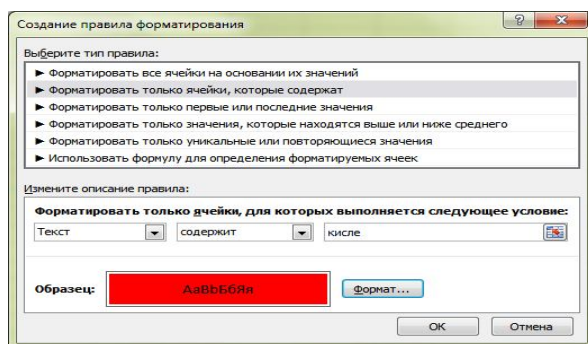 Создание правила форматирования
Выберите тип правила:
► Форматировать все ячейки на основании их значений
► Форматировать только ячейки, которые содержат
► Форматировать только первые или последние значения
► Форматировать только значения, которые находятся выше или ниже среднего
► Форматировать только уникальные или повторяющиеся значения
► Использовать формулу для определения форматируемых ячеек
Измените описание правила:
Форматировать только ячейки, для которых выполняется следующее условие:
Текст содержит кисле
Образец: АаВbБбЯя Формат...
ОК Отмена